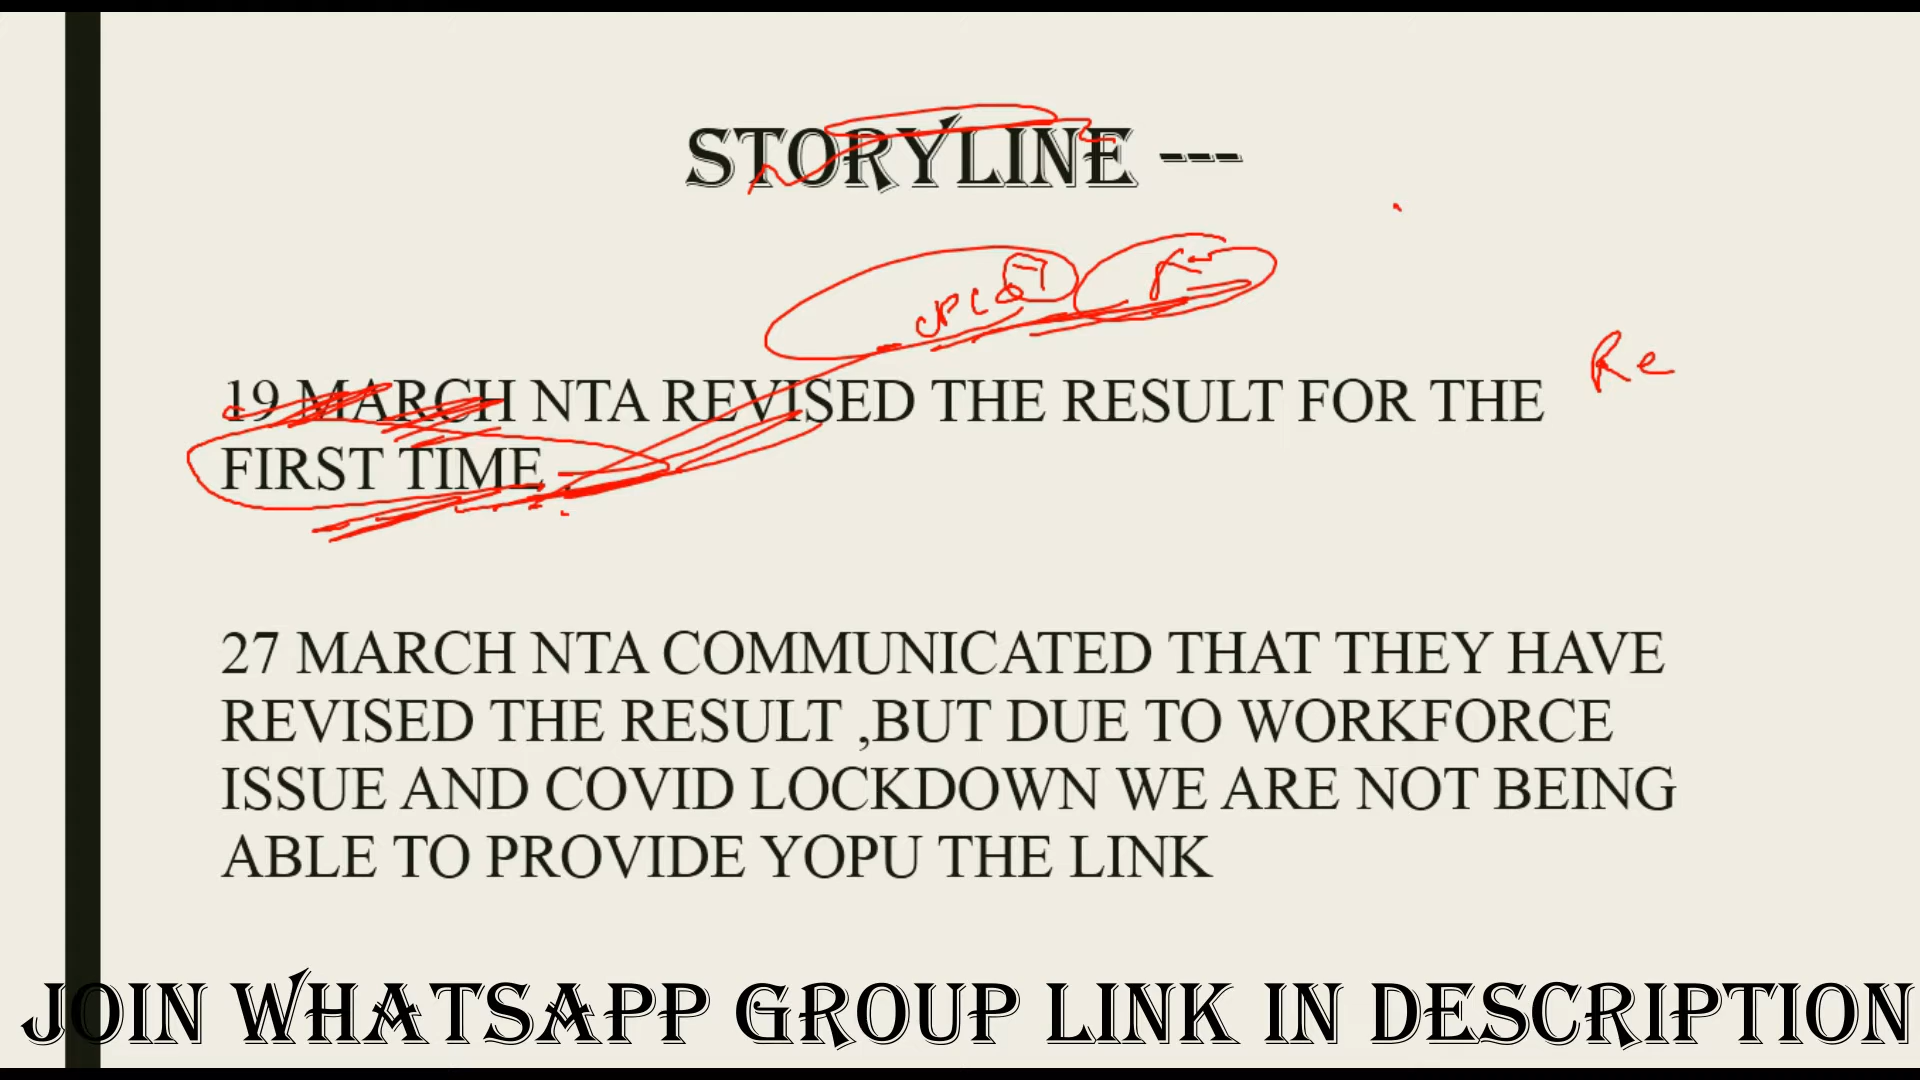 STORYLINE ---
Re
19 MARCH NTA REVISED THE RESULT FOR THE
FIRST TIME .
27 MARCH NTA COMMUNICATED THAT THEY HAVE
REVISED THE RESULT ,BUT DUE TO WORKFORCE
ISSUE AND COVID LOCKDOWN WE ARE NOT BEING
ABLE TO PROVIDE YOPU THE LINK
JOIN WHATSAPP GROUP LINK IN DESCRIPTION